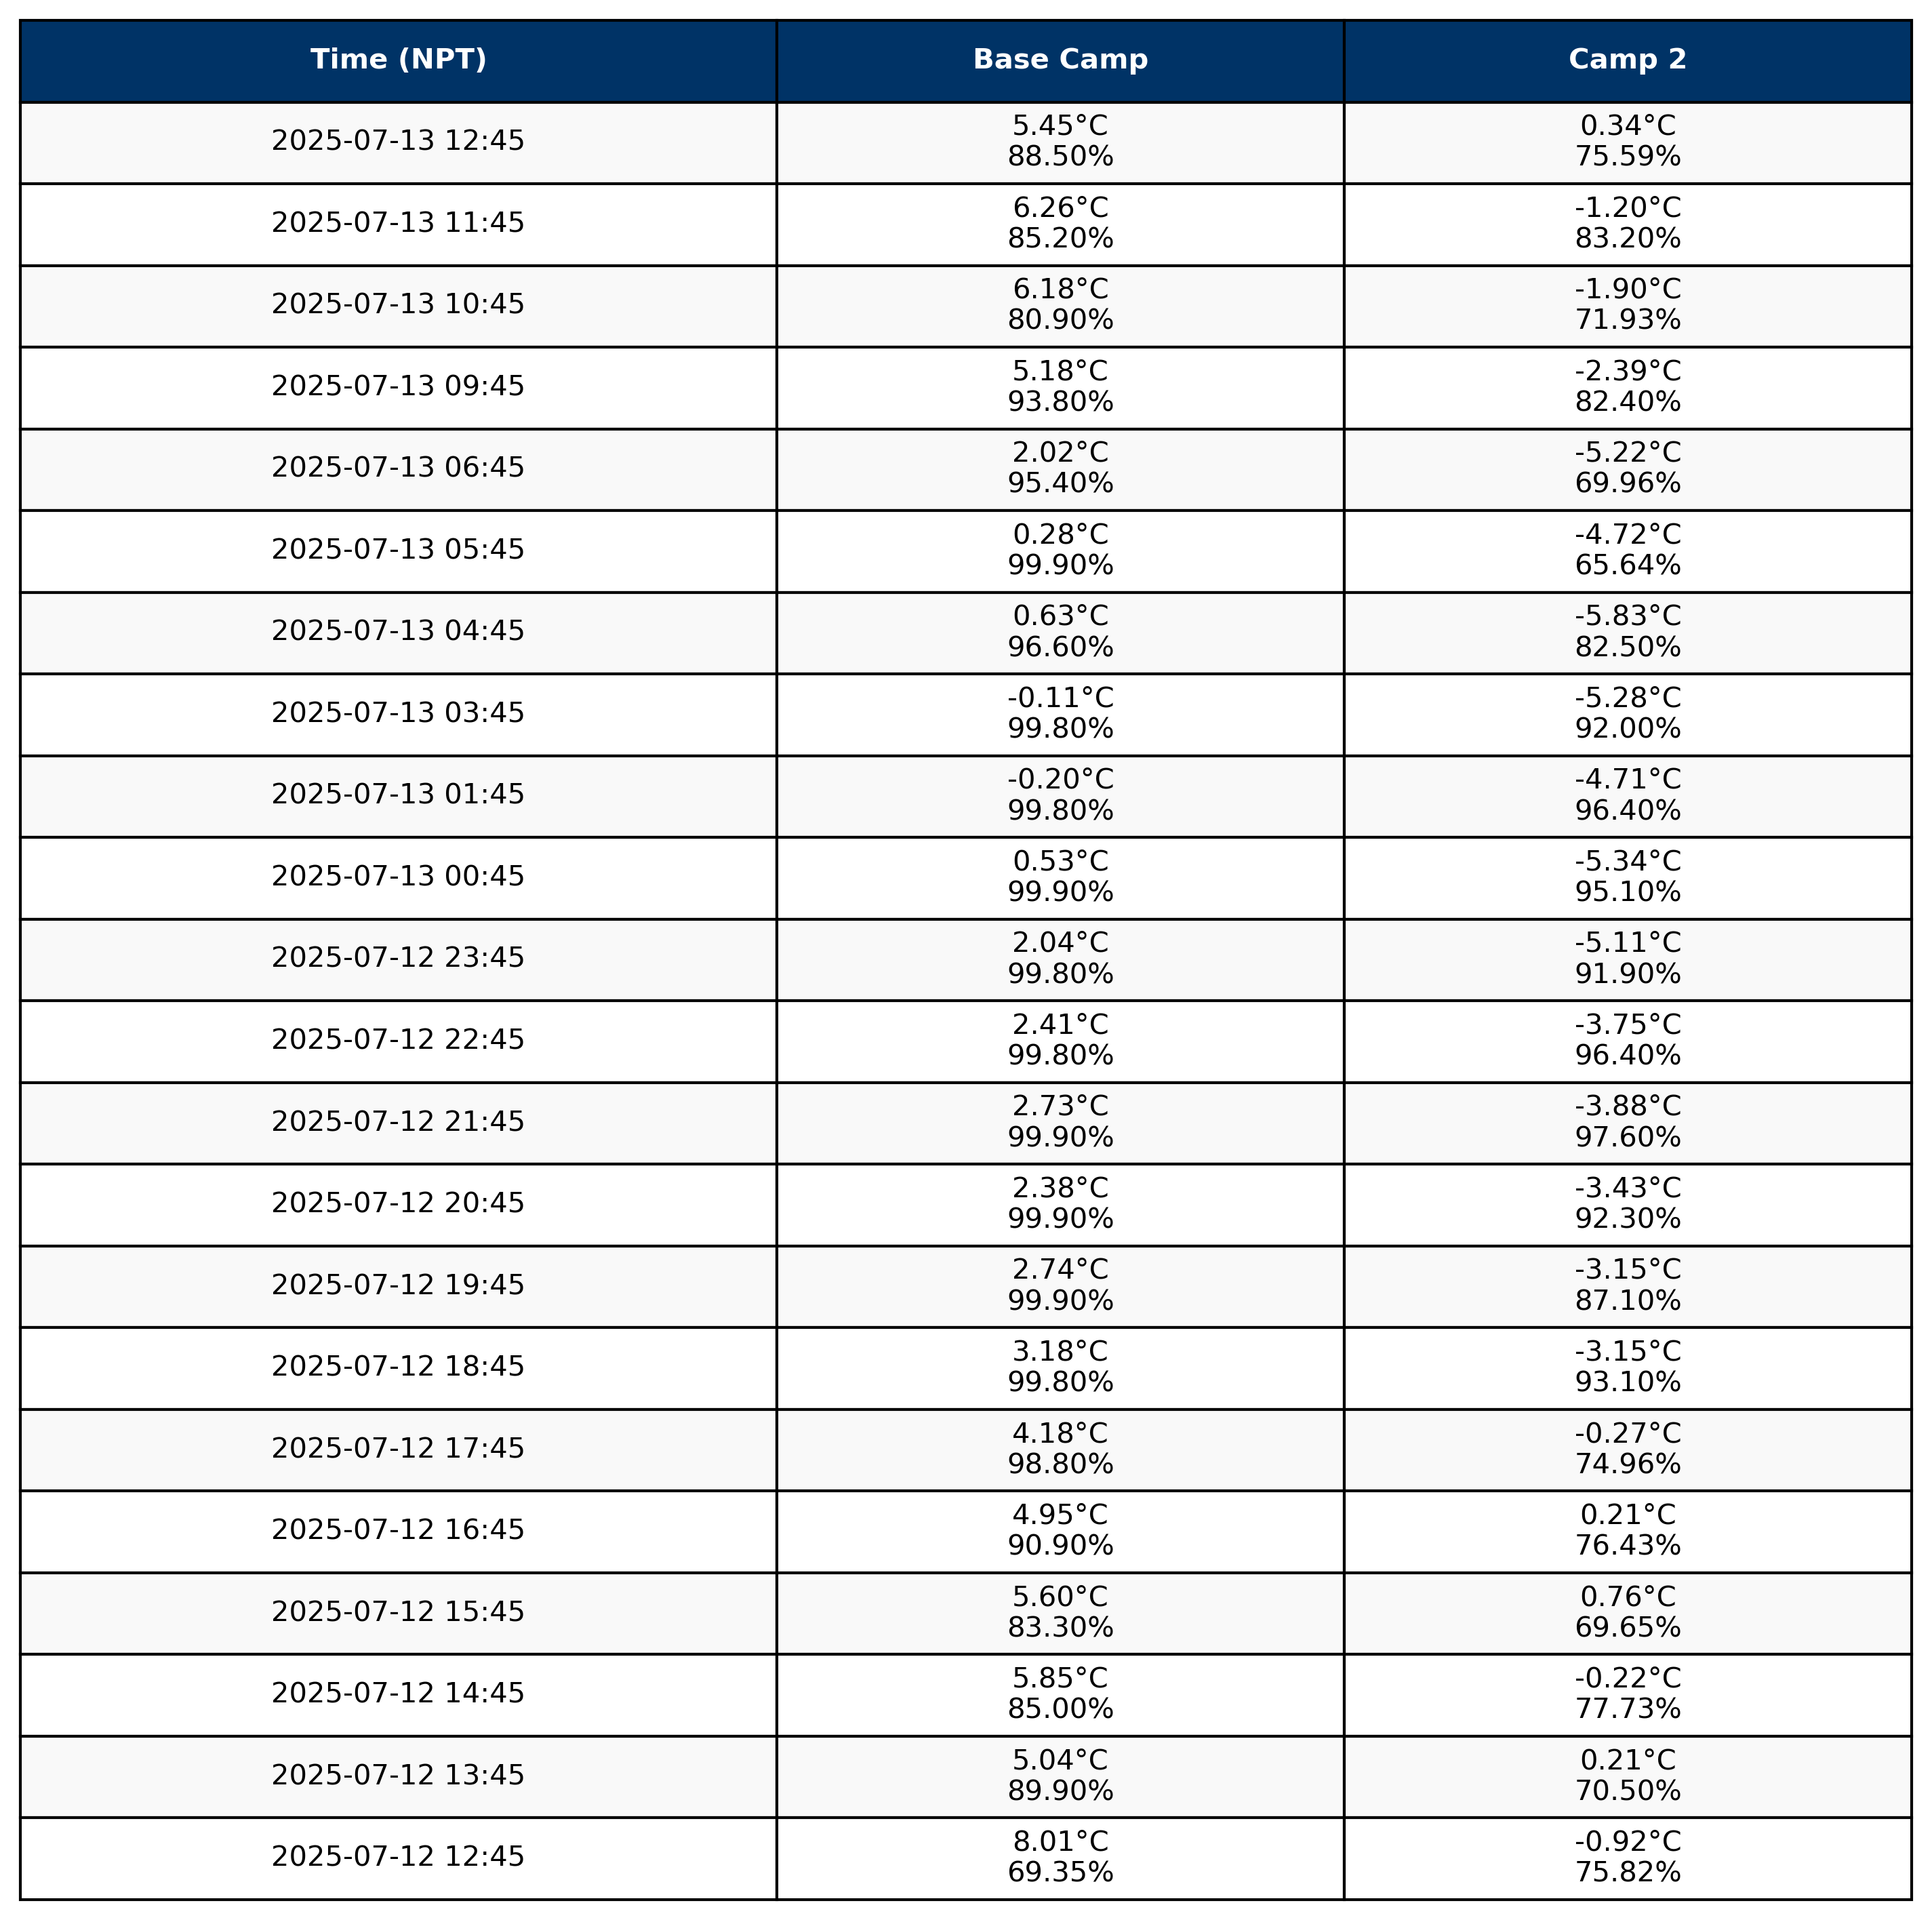 Time (NPT) Base Camp Camp 2
2025-07-13 12:45 5.45°C 0.34°C
88.50% 75.59%
2025-07-13 11:45 6.26°C -1.20°C
85.20% 83.20%
2025-07-13 10:45 6.18°C -1.90°C
80.90% 71.93%
2025-07-13 09:45 5.18°C -2.39°C
93.80% 82.40%
2025-07-13 06:45 2.02°C -5.22°C
95.40% 69.96%
2025-07-13 05:45 0.28°C -4.72°C
99.90% 65.64%
2025-07-13 04:45 0.63°C -5.83°C
96.60% 82.50%
2025-07-13 03:45 -0.11°C -5.28°C
99.80% 92.00%
2025-07-13 01:45 -0.20°C -4.71°C
99.80% 96.40%
2025-07-13 00:45 0.53°C -5.34°C
99.90% 95.10%
2025-07-12 23:45 2.04°C -5.11°C
99.80% 91.90%
2025-07-12 22:45 2.41°C -3.75°C
99.80% 96.40%
2025-07-12 21:45 2.73°C -3.88°C
99.90% 97.60%
2025-07-12 20:45 2.38°C -3.43°C
99.90% 92.30%
2025-07-12 19:45 2.74°C -3.15°C
99.90% 87.10%
2025-07-12 18:45 3.18°C -3.15°C
99.80% 93.10%
2025-07-12 17:45 4.18°C -0.27°C
98.80% 74.96%
2025-07-12 16:45 4.95°C 0.21°C
90.90% 76.43%
2025-07-12 15:45 5.60°C 0.76°C
83.30% 69.65%
2025-07-12 14:45 5.85°C -0.22°C
85.00% 77.73%
2025-07-12 13:45 5.04°C 0.21°C
89.90% 70.50%
2025-07-12 12:45 8.01°C -0.92°C
69.35% 75.82%